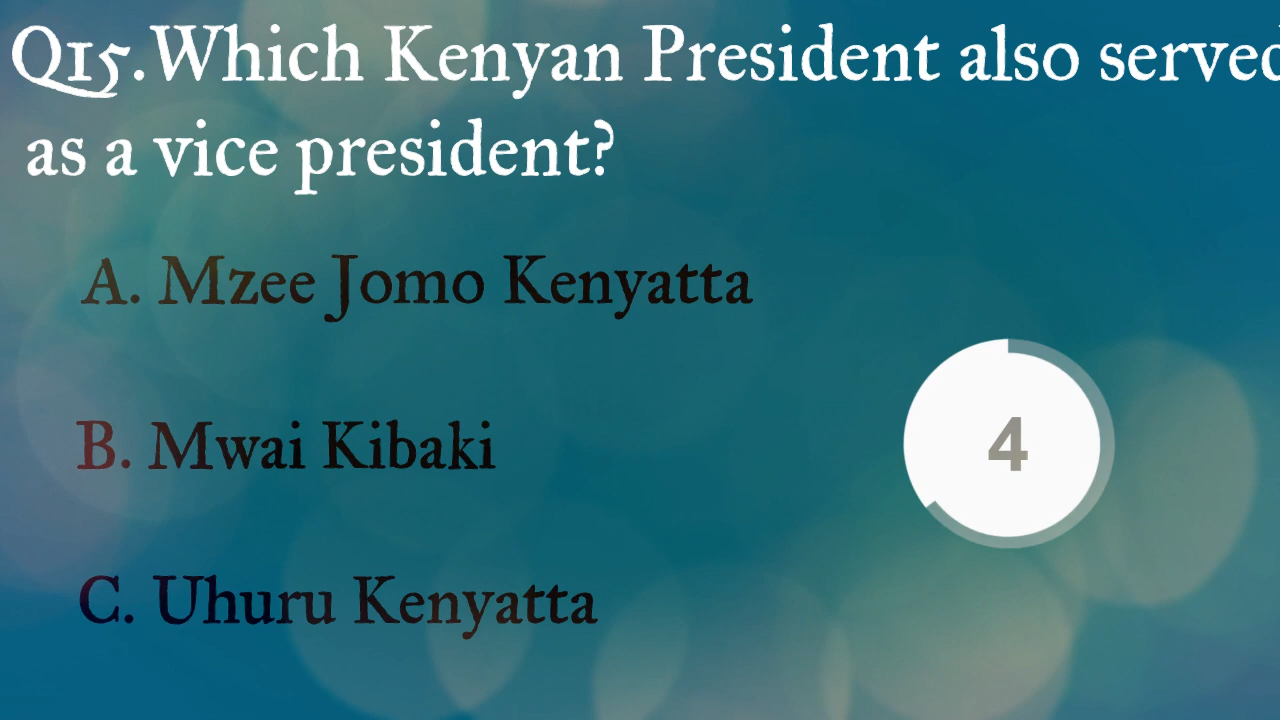 Q15.Which Kenyan President also served
as a vice president?
A. Mzee Jomo Kenyatta
B. Mwai Kibaki
4
C. Uhuru Kenyatta